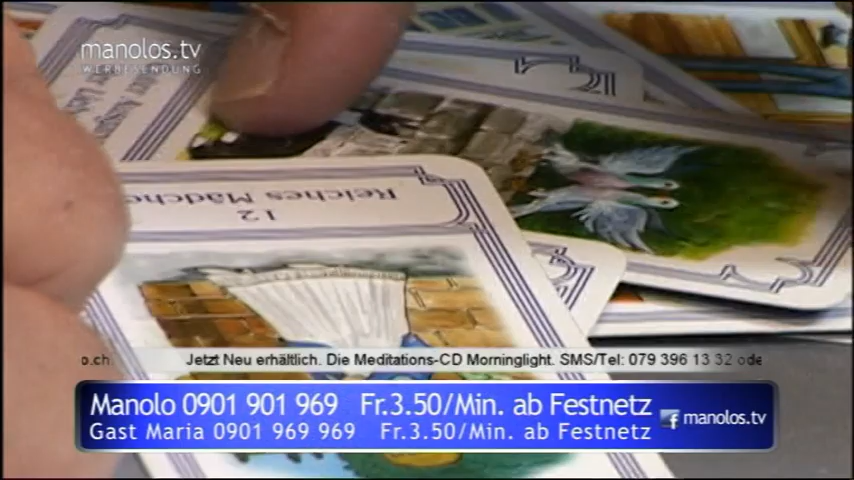 manolos.tv
WERBESENDUNG
12
Reiches Mädchen
o.ch. Jetzt Neu erhältlich. Die Meditations-CD Morninglight. SMS/Tel: 079 396 13 32 ode
Manolo 0901 901 969 Fr.3.50/Min. ab Festnetz
Gast Maria 0901 969 969 Fr.3.50/Min. ab Festnetz
f manolos.tv